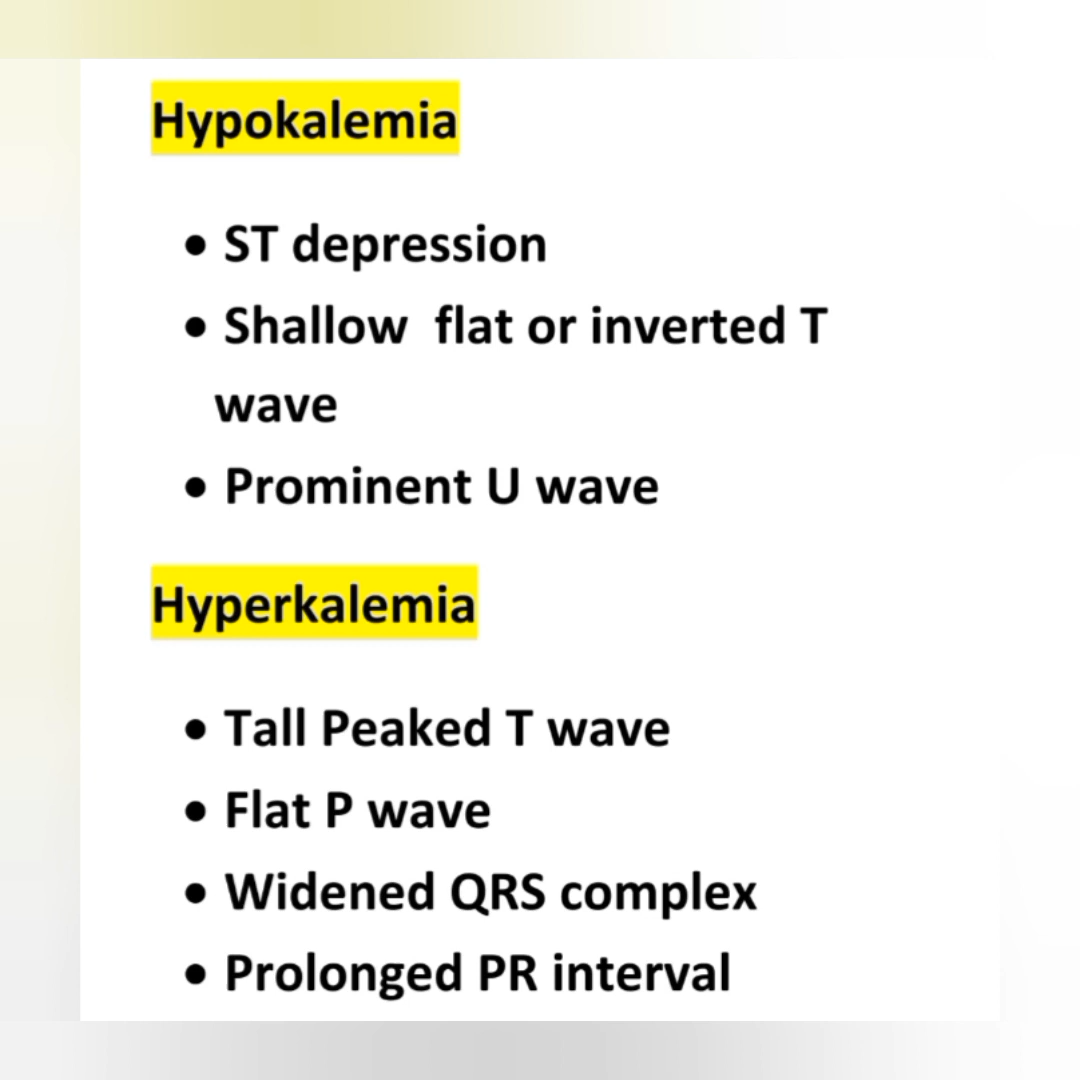 Hypokalemia
• ST depression
• Shallow  flat or inverted T
wave
• Prominent U wave
Hyperkalemia
• Tall Peaked T wave
• Flat P wave
• Widened QRS complex
• Prolonged PR interval